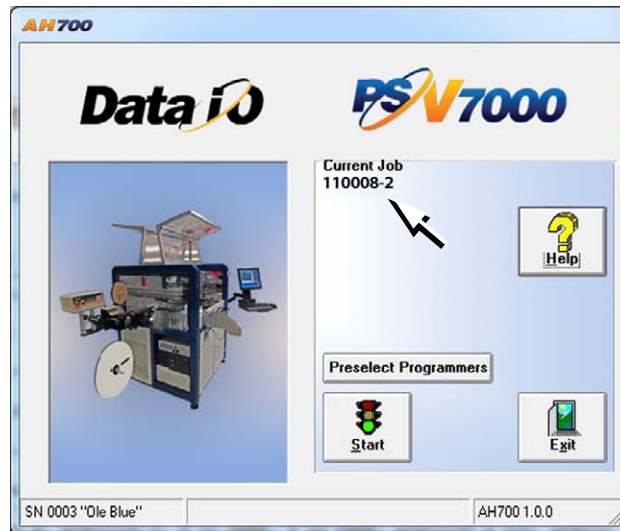 AH700
Data I/O
PSV7000
Current Job
110008-2
Help
Preselect Programmers
Start
Exit
SN 0003 "Ole Blue"
AH700 1.0.0